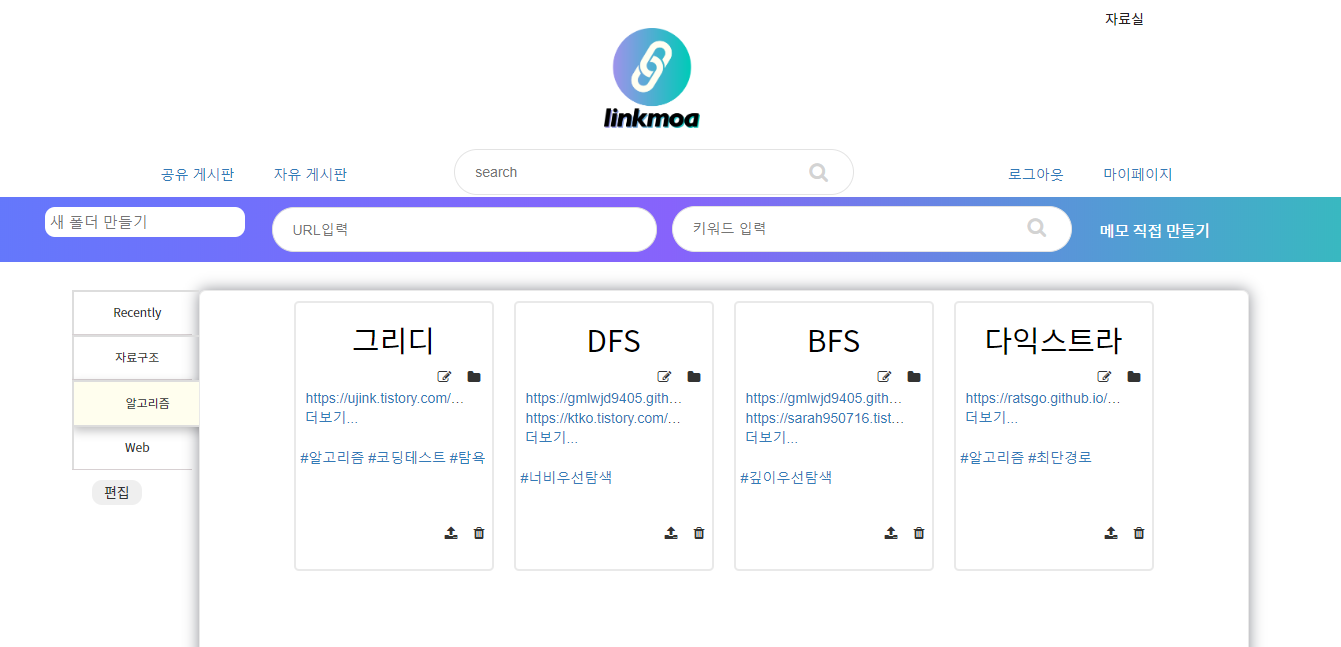 자료실
linkmoa
공유 게시판 자유 게시판 search 로그아웃 마이페이지
새 폴더 만들기 URL입력 키워드 입력 메모 직접 만들기
Recently
자료구조
알고리즘
Web
편집
그리디
https://ujink.tistory.com/...
더보기...
#알고리즘 #코딩테스트 #탐욕
DFS
https://gmlwjd9405.gith...
https://ktko.tistory.com/...
더보기...
#너비우선탐색
BFS
https://gmlwjd9405.gith...
https://sarah950716.tist...
더보기...
#깊이우선탐색
다익스트라
https://ratsgo.github.io/...
더보기...
#알고리즘 #최단경로